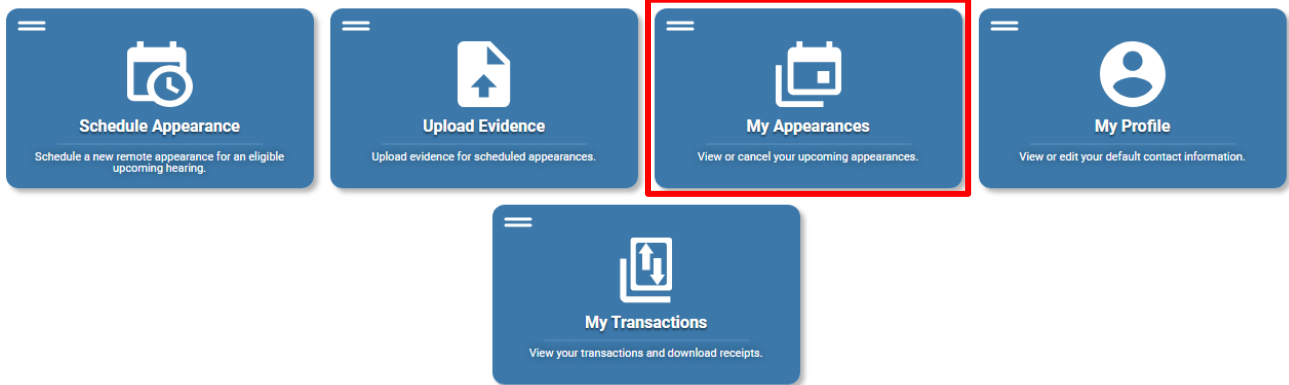 Schedule Appearance
Schedule a new remote appearance for an eligible
upcoming hearing.
Upload Evidence
Upload evidence for scheduled appearances.
My Appearances
View or cancel your upcoming appearances.
My Profile
View or edit your default contact information.
My Transactions
View your transactions and download receipts.